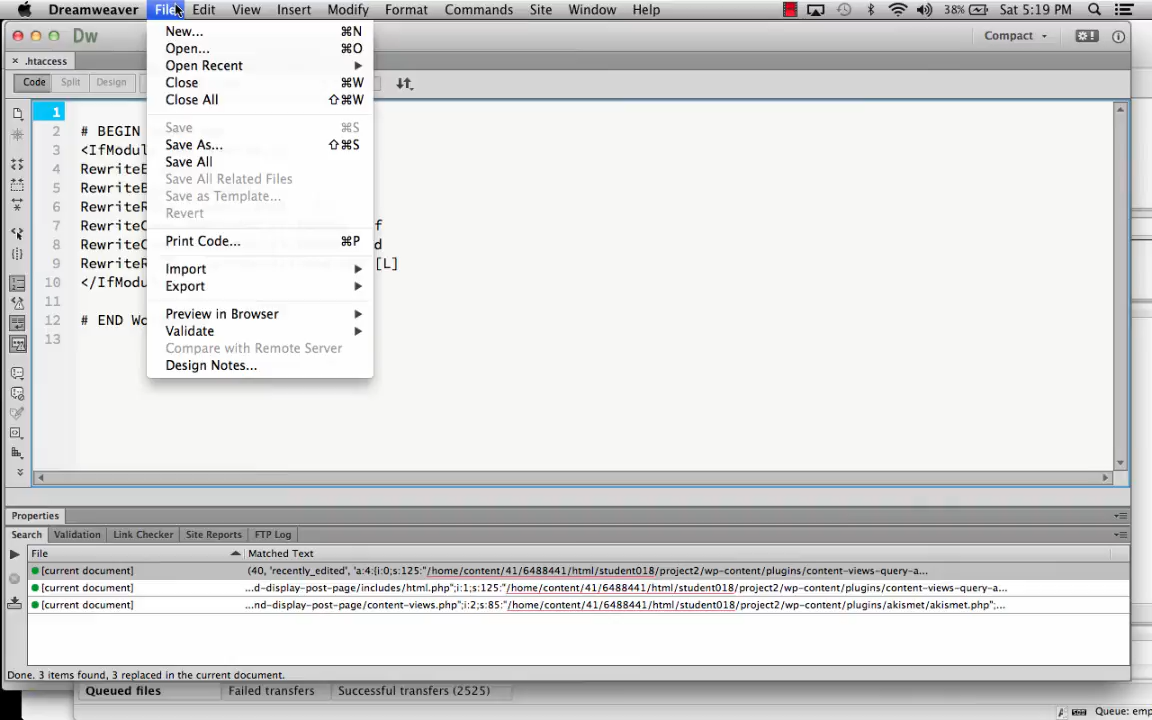 Dreamweaver File Edit View Insert Modify Format Commands Site Window Help 38% Sat 5:19 PM
Dw Compact
.htaccess
Code Split Design
New... ⌘N
Open... ⌘O
Open Recent
Close ⌘W
Close All ⇧⌘W
Save ⌘S
Save As... ⇧⌘S
Save All
Save All Related Files
Save as Template...
Revert
Print Code... ⌘P
Import
Export
Preview in Browser
Validate
Compare with Remote Server
Design Notes...
1
2 # BEGIN
3 <IfModul
4 RewriteE
5 RewriteB
6 RewriteR
7 RewriteC f
8 RewriteC d
9 RewriteR [L]
10 </IfModu
11
12 # END Wo
13
Properties
Search Validation Link Checker Site Reports FTP Log
File Matched Text
[current document] (40, 'recently_edited', 'a:4:{i:0;s:125:"/home/content/41/6488441/html/student018/project2/wp-content/plugins/content-views-query-a...
[current document] ...d-display-post-page/includes/html.php";i:1;s:125:"/home/content/41/6488441/html/student018/project2/wp-content/plugins/content-views-query-a...
[current document] ...nd-display-post-page/content-views.php";i:2;s:85:"/home/content/41/6488441/html/student018/project2/wp-content/plugins/akismet/akismet.php";...
Done. 3 items found, 3 replaced in the current document.
Queued files Failed transfers Successful transfers (2525)
Queue: emp